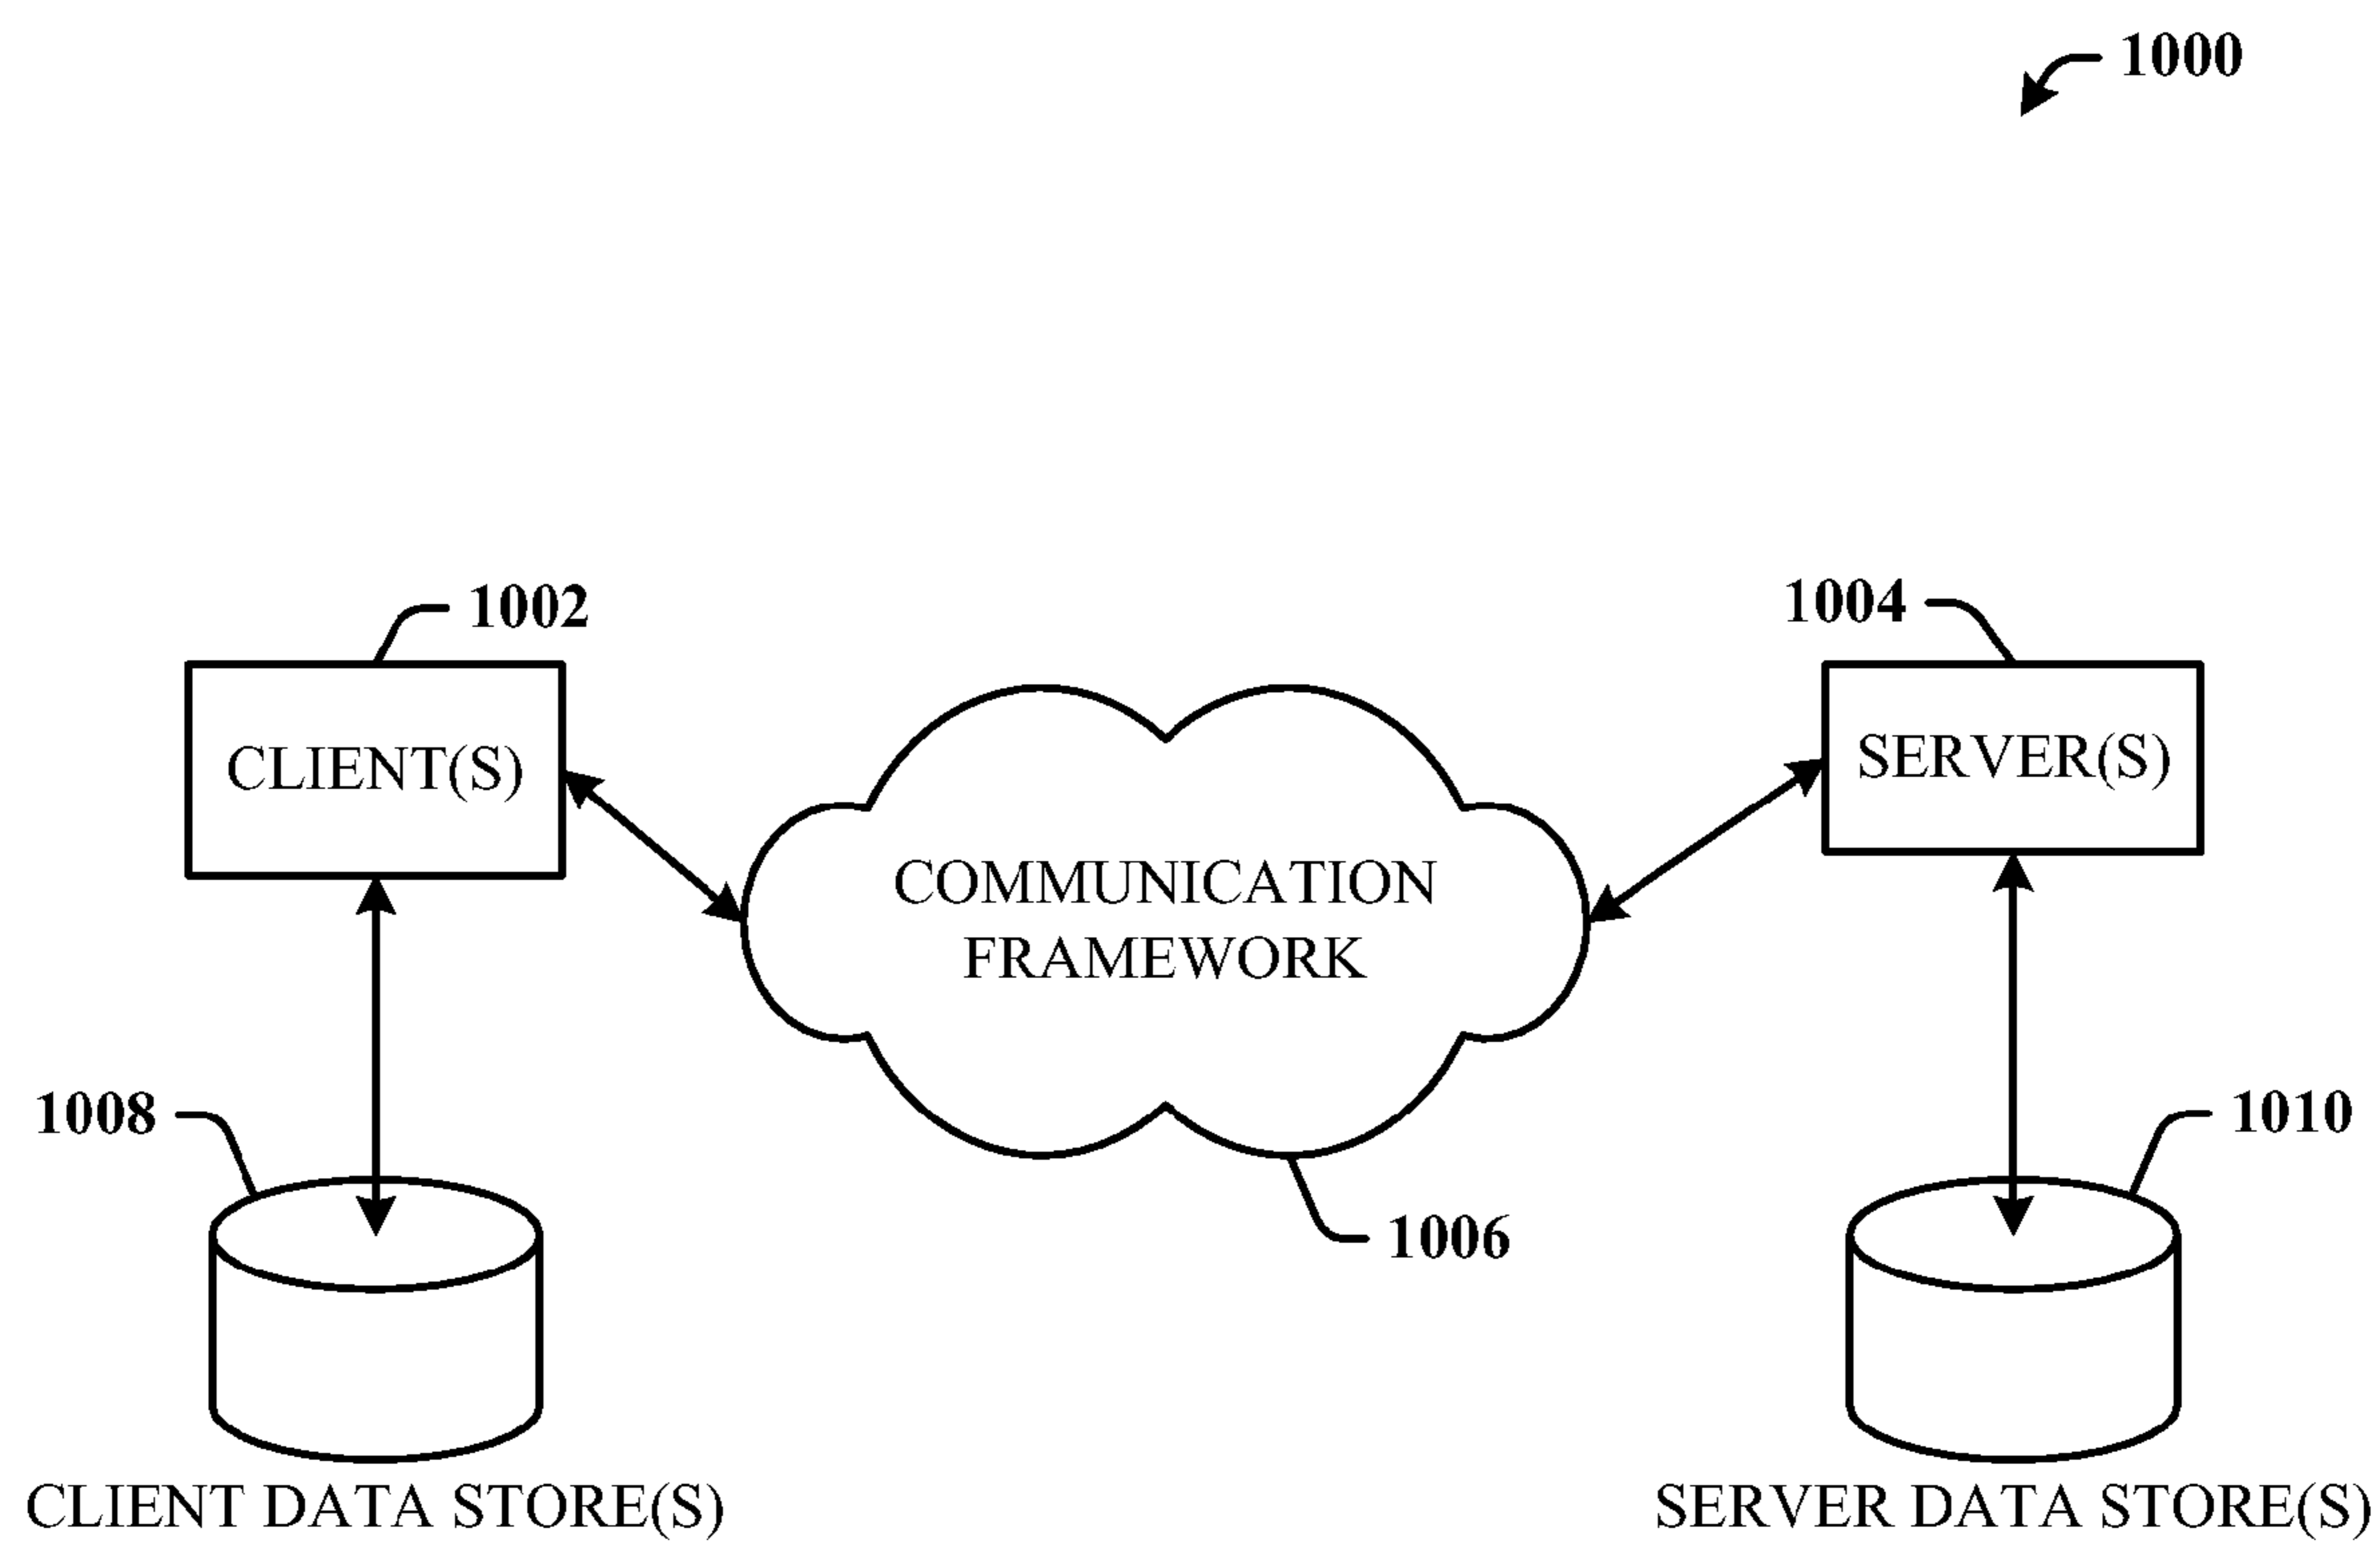 1000
1002
1004
CLIENT(S)
SERVER(S)
COMMUNICATION
FRAMEWORK
1008
1010
1006
CLIENT DATA STORE(S)
SERVER DATA STORE(S)